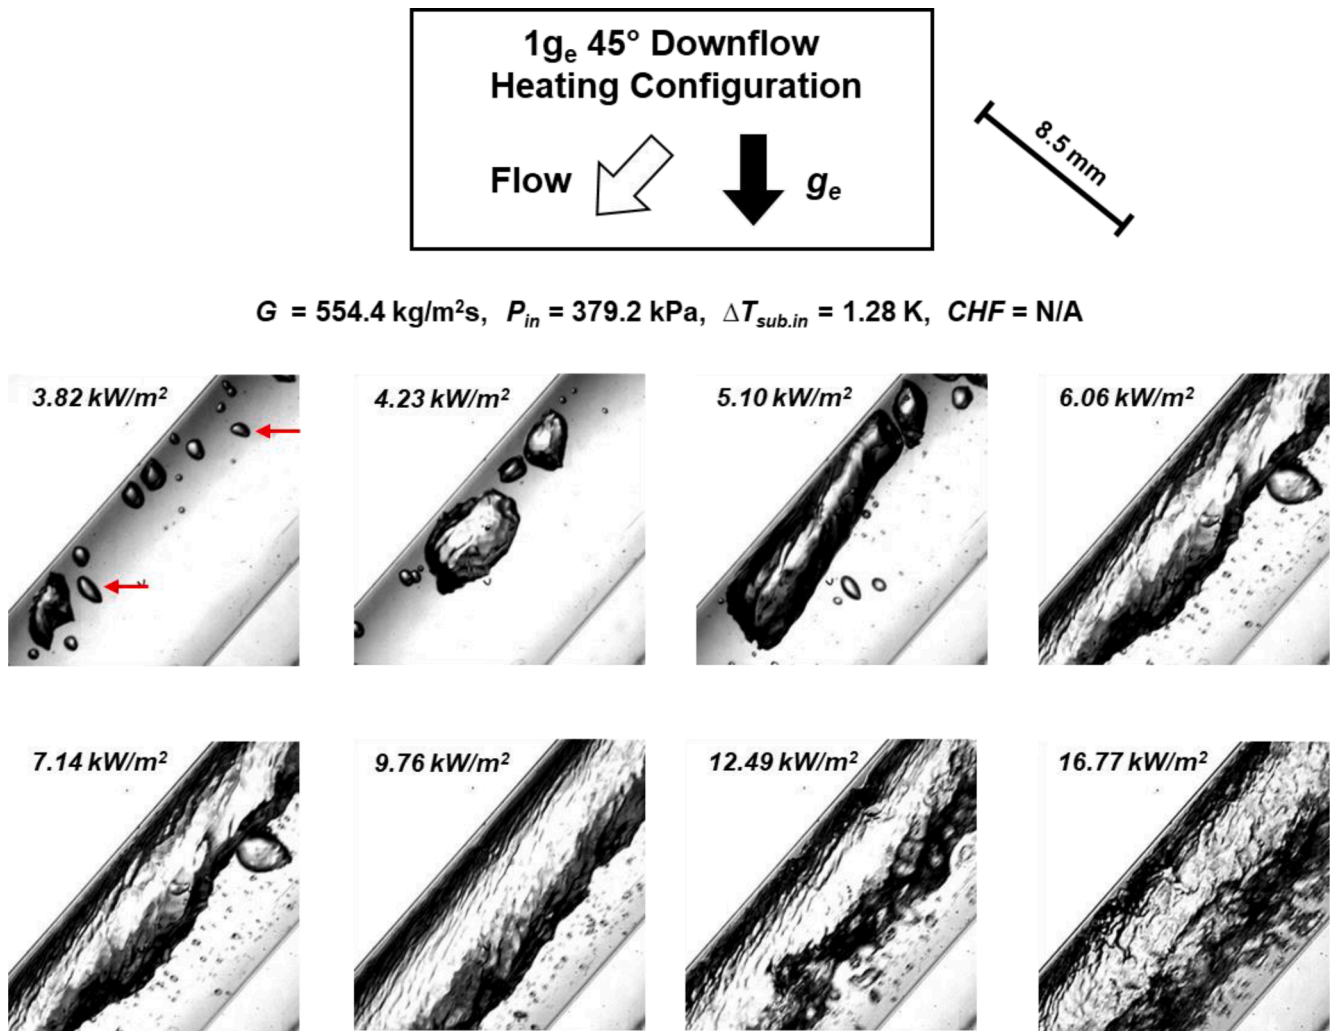 1gₑ 45° Downflow
Heating Configuration
Flow
gₑ
8.5 mm
G = 554.4 kg/m²s, Pᵢₙ = 379.2 kPa, ΔT_sub.in = 1.28 K, CHF = N/A
3.82 kW/m²
4.23 kW/m²
5.10 kW/m²
6.06 kW/m²
7.14 kW/m²
9.76 kW/m²
12.49 kW/m²
16.77 kW/m²